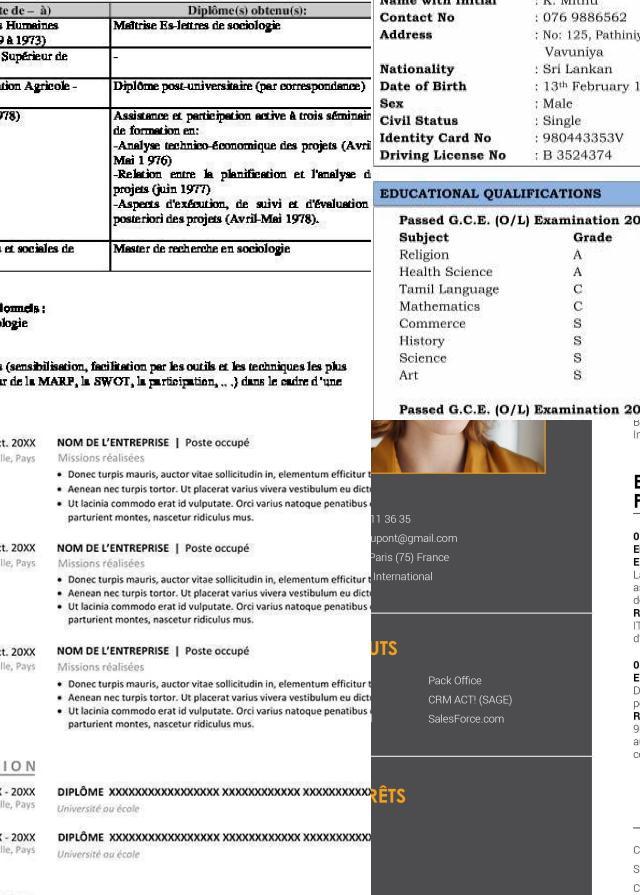 te de – à)
Diplôme(s) obtenu(s):
s Humaines
Maîtrise Es-lettres de sociologie
9 à 1973)
Supérieur de
-
tion Agricole -
Diplôme post-universitaire (par correspondance)
978)
Assistance et participation active à trois séminair
de formation en:
-Analyse technico-économique des projets (Avri
Mai 1 976)
-Relation entre la planification et l'analyse d
projets (juin 1977)
-Aspects d'exécution, de suivi et d'évaluation
posteriori des projets (Avril-Mai 1978).
s et sociales de
Master de recherche en sociologie
ionnels :
ologie
s (sensibilisation, facilitation par les outils et les techniques les plus
ur de la MARP, la SWOT, la participation, .. .) dans le cadre d'une
Name with Initial : K. Mithu
Contact No : 076 9886562
Address : No: 125, Pathiniy
Vavuniya
Nationality : Sri Lankan
Date of Birth : 13th February 1
Sex : Male
Civil Status : Single
Identity Card No : 980443353V
Driving License No : B 3524374
EDUCATIONAL QUALIFICATIONS
Passed G.C.E. (O/L) Examination 20
Subject Grade
Religion A
Health Science A
Tamil Language C
Mathematics C
Commerce S
History S
Science S
Art S
Passed G.C.E. (O/L) Examination 20
ct. 20XX NOM DE L'ENTREPRISE | Poste occupé
lle, Pays Missions réalisées
• Donec turpis mauris, auctor vitae sollicitudin in, elementum efficitur t
• Aenean nec turpis tortor. Ut placerat varius vivera vestibulum eu dict
• Ut lacinia commodo erat id vulputate. Orci varius natoque penatibus
parturient montes, nascetur ridiculus mus.
ct. 20XX NOM DE L'ENTREPRISE | Poste occupé
lle, Pays Missions réalisées
• Donec turpis mauris, auctor vitae sollicitudin in, elementum efficitur t
• Aenean nec turpis tortor. Ut placerat varius vivera vestibulum eu dict
• Ut lacinia commodo erat id vulputate. Orci varius natoque penatibus
parturient montes, nascetur ridiculus mus.
ct. 20XX NOM DE L'ENTREPRISE | Poste occupé
lle, Pays Missions réalisées
• Donec turpis mauris, auctor vitae sollicitudin in, elementum efficitur t
• Aenean nec turpis tortor. Ut placerat varius vivera vestibulum eu dict
• Ut lacinia commodo erat id vulputate. Orci varius natoque penatibus
parturient montes, nascetur ridiculus mus.
ION
X - 20XX DIPLÔME XXXXXXXXXXXXXXXXX XXXXXXXXXXXX XXXXXXXXXX
le, Pays Université ou école
X - 20XX DIPLÔME XXXXXXXXXXXXXXXXX XXXXXXXXXXXX XXXXXXXXXX
le, Pays Université ou école
11 36 35
upont@gmail.com
Paris (75) France
International
UTS
Pack Office
CRM ACT! (SAGE)
SalesForce.com
RÊTS